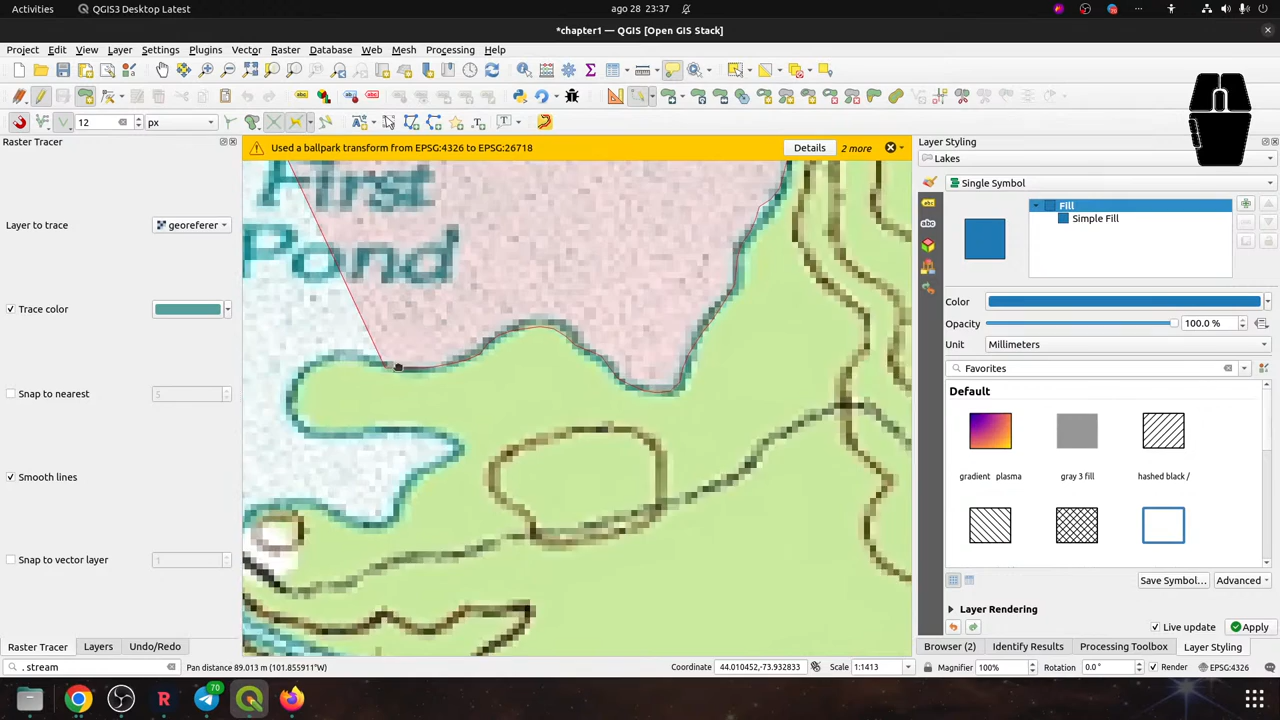 Activities
QGIS3 Desktop Latest
ago 28 23:37
70
*chapter1 — QGIS [Open GIS Stack]
Project Edit View Layer Settings Plugins Vector Raster Database Web Mesh Processing Help
12
px
Raster Tracer
Used a ballpark transform from EPSG:4326 to EPSG:26718
Details
2 more
Layer Styling
Lakes
Single Symbol
Fill
Simple Fill
Layer to trace
georeferer
Trace color
Snap to nearest
5
Smooth lines
Snap to vector layer
1
First
Pond
Color
Opacity
100.0 %
Unit
Millimeters
Favorites
Default
gradient plasma
gray 3 fill
hashed black /
Save Symbol…
Advanced
Layer Rendering
Live update
Apply
Raster Tracer Layers Undo/Redo
Browser (2) Identify Results Processing Toolbox Layer Styling
. stream
Pan distance 89.013 m (101.855911°W)
Coordinate
44.010452,-73.932833
Scale
1:1413
Magnifier
100%
Rotation
0.0 °
Render
EPSG:4326
70